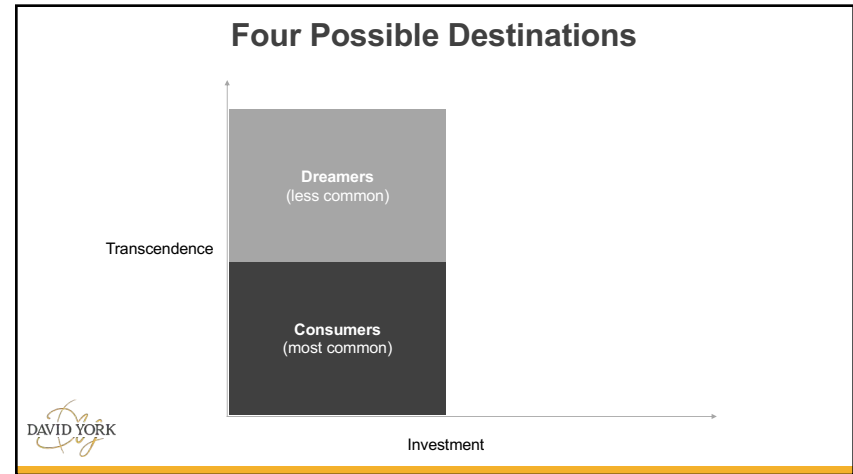 Four Possible Destinations
Dreamers
(less common)
Transcendence
Consumers
(most common)
DAVID YORK
Investment